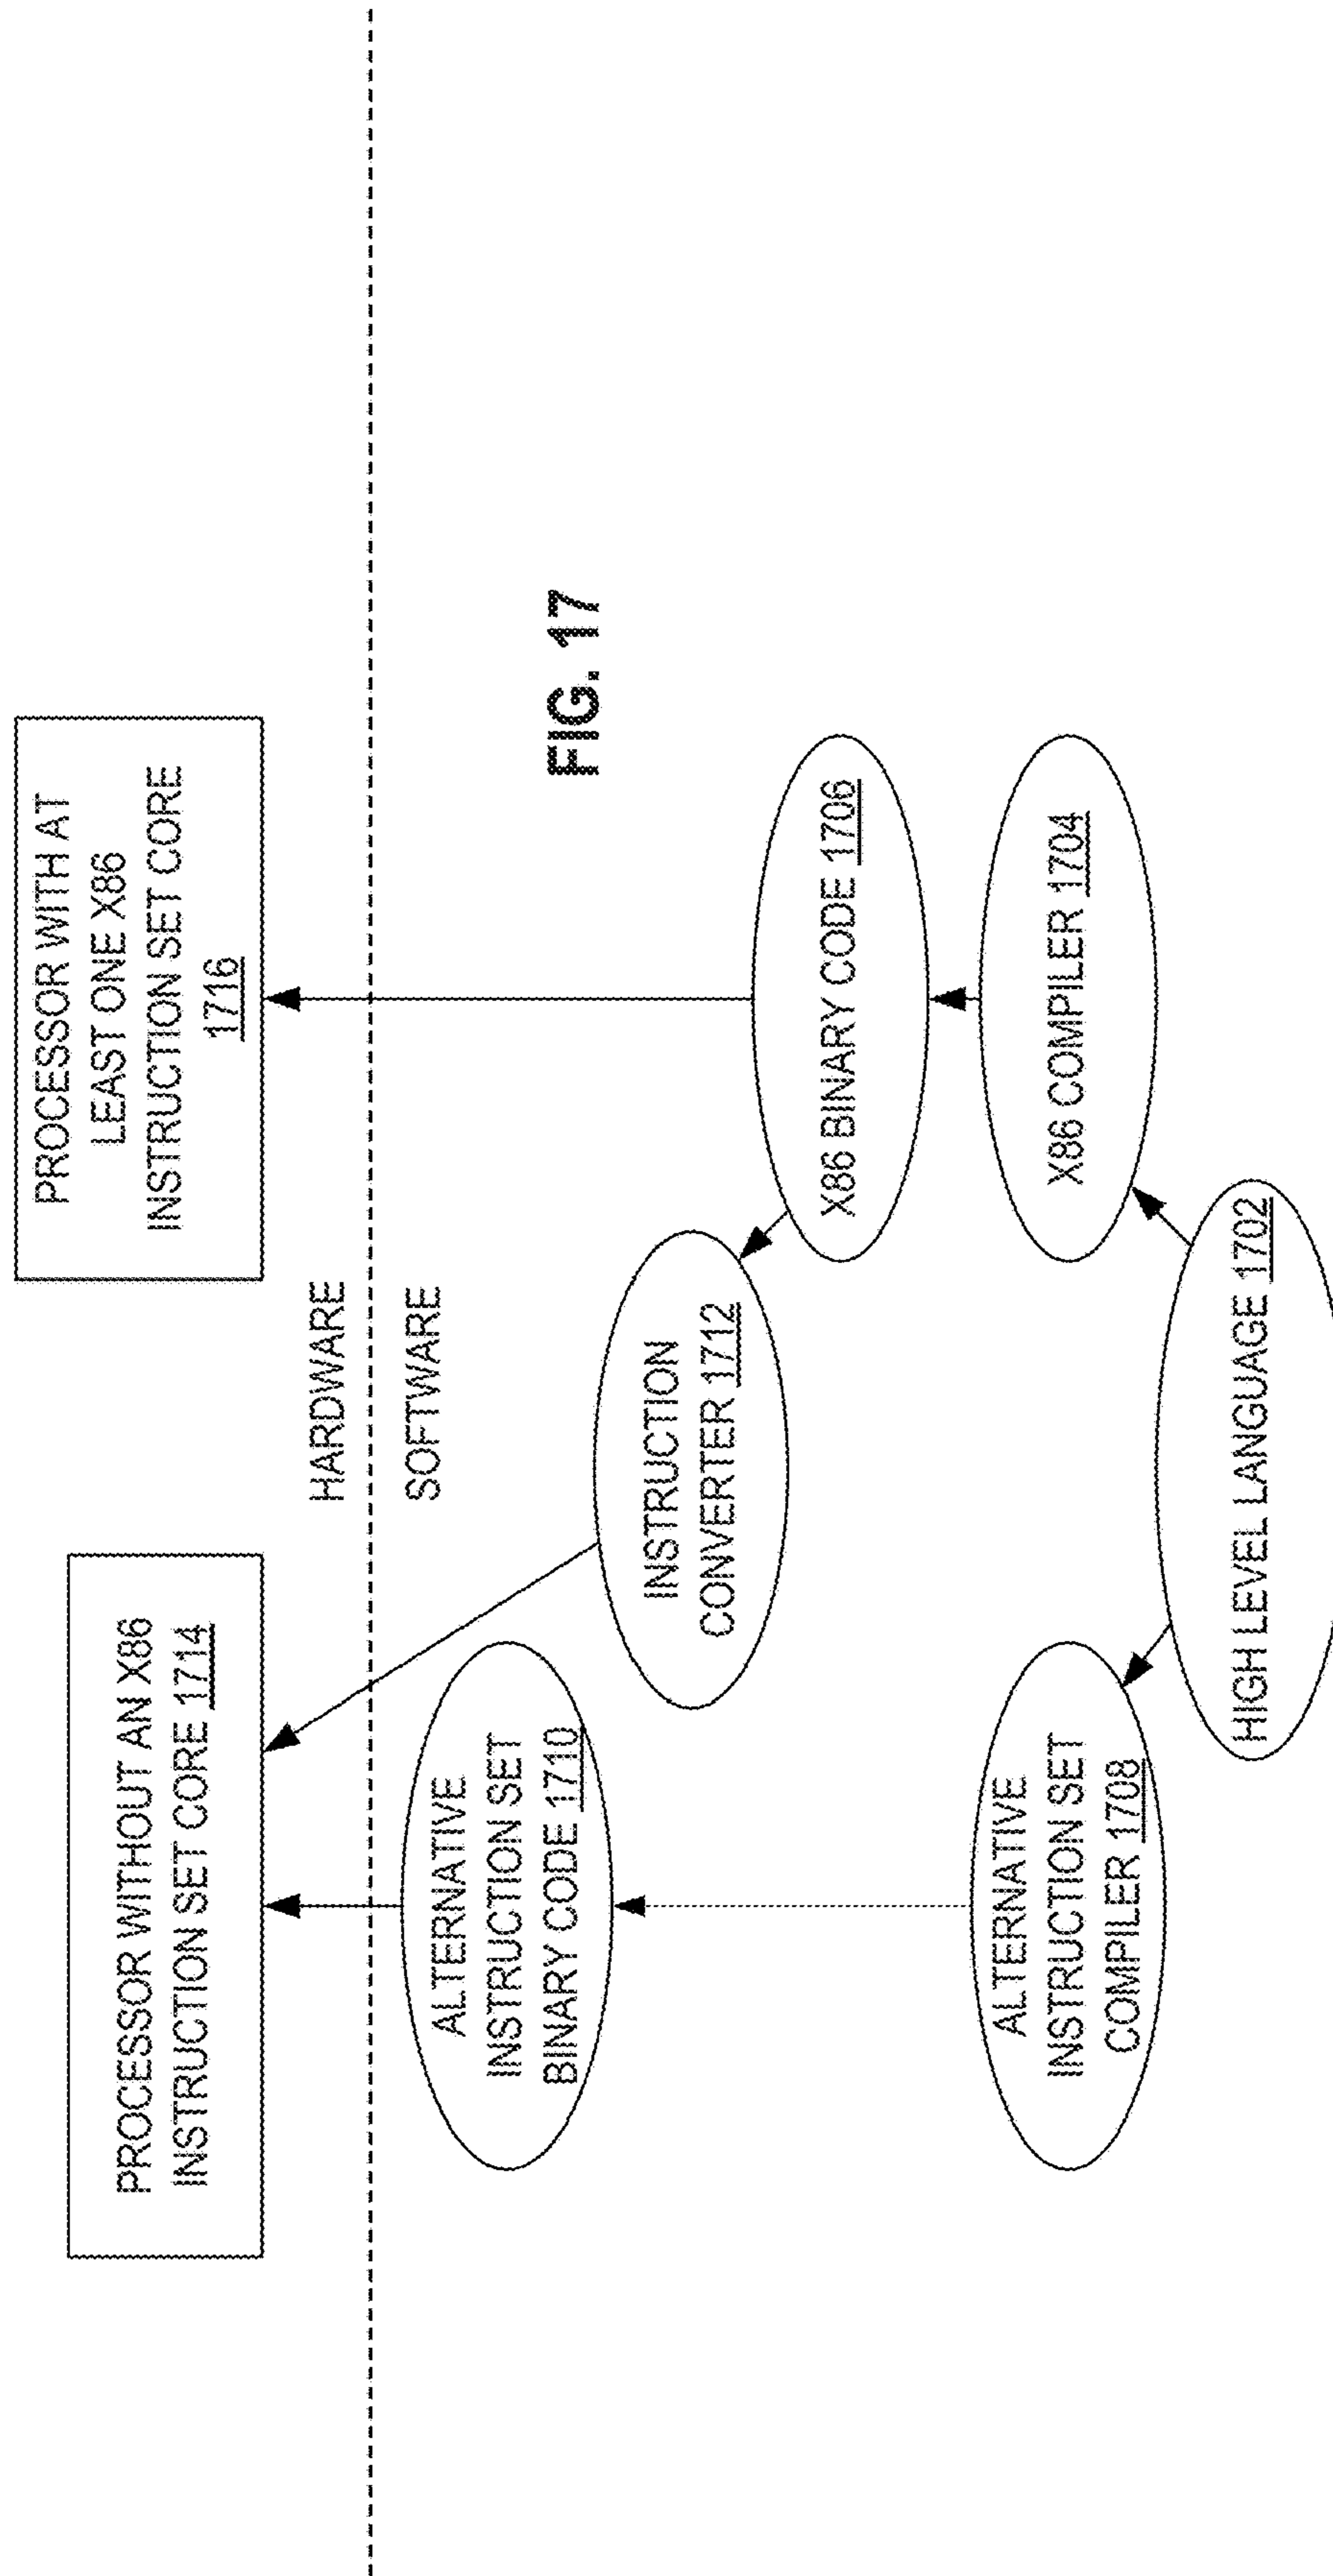 PROCESSOR WITHOUT AN X86
INSTRUCTION SET CORE 1714
PROCESSOR WITH AT
LEAST ONE X86
INSTRUCTION SET CORE
1716
HARDWARE
SOFTWARE
ALTERNATIVE
INSTRUCTION SET
BINARY CODE 1710
INSTRUCTION
CONVERTER 1712
FIG. 17
X86 BINARY CODE 1706
ALTERNATIVE
INSTRUCTION SET
COMPILER 1708
X86 COMPILER 1704
HIGH LEVEL LANGUAGE 1702